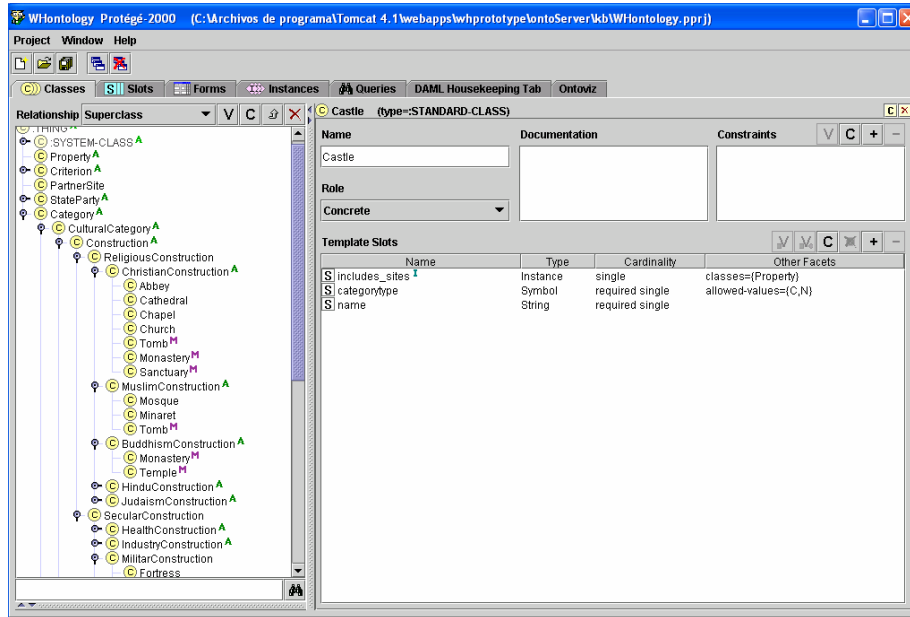 WHontology Protégé-2000 (C:\Archivos de programa\Tomcat 4.1\webapps\whprototype\ontoServer\kb\WHontology.pprj)
Project Window Help
C Classes S Slots Forms Instances Queries DAML Housekeeping Tab Ontoviz
Relationship Superclass V C
:THING A
C :SYSTEM-CLASS A
C Property A
C Criterion A
C PartnerSite
C StateParty A
C Category A
C CulturalCategory A
C Construction A
C ReligiousConstruction
C ChristianConstruction A
C Abbey
C Cathedral
C Chapel
C Church
C Tomb M
C Monastery M
C Sanctuary M
C MuslimConstruction A
C Mosque
C Minaret
C Tomb M
C BuddhismConstruction A
C Monastery M
C Temple M
C HinduConstruction A
C JudaismConstruction A
C SecularConstruction
C HealthConstruction A
C IndustryConstruction A
C MilitarConstruction
C Fortress
C Castle (type=:STANDARD-CLASS) C x
Name Documentation Constraints V C + -
Castle
Role
Concrete
Template Slots C + -
Name Type Cardinality Other Facets
S includes_sites I Instance single classes={Property}
S categorytype Symbol required single allowed-values={C,N}
S name String required single